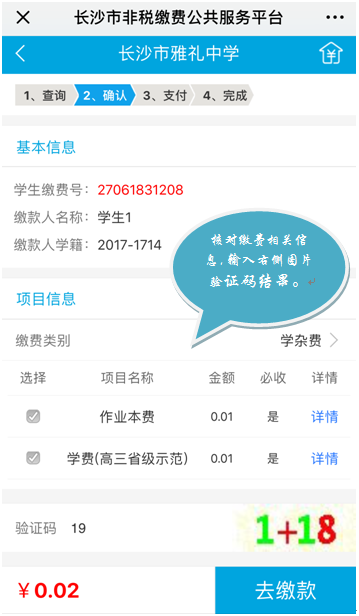 长沙市非税缴费公共服务平台
长沙市雅礼中学
1、查询 2、确认 3、支付 4、完成
基本信息
学生缴费号：27061831208
缴款人名称：学生1
缴款人学籍：2017-1714
核对缴费相关信
息,输入右侧图片
验证码结果。
项目信息
缴费类别 学杂费
选择 项目名称 金额 必收 详情
作业本费 0.01 是 详情
学费(高三省级示范) 0.01 是 详情
验证码 19 1+18
￥0.02 去缴款